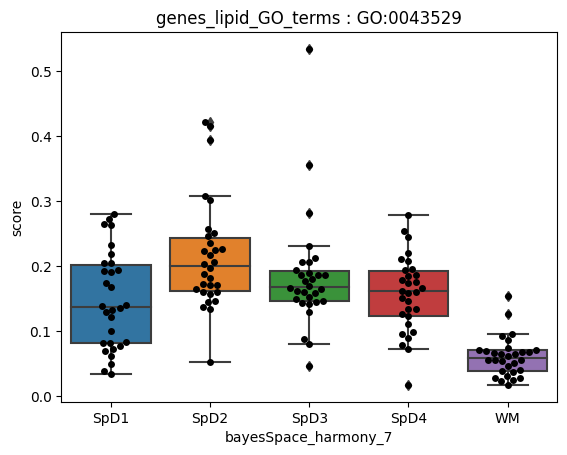 genes_lipid_GO_terms : GO:0043529
score
0.5
0.4
0.3
0.2
0.1
0.0
SpD1 SpD2 SpD3 SpD4 WM
bayesSpace_harmony_7